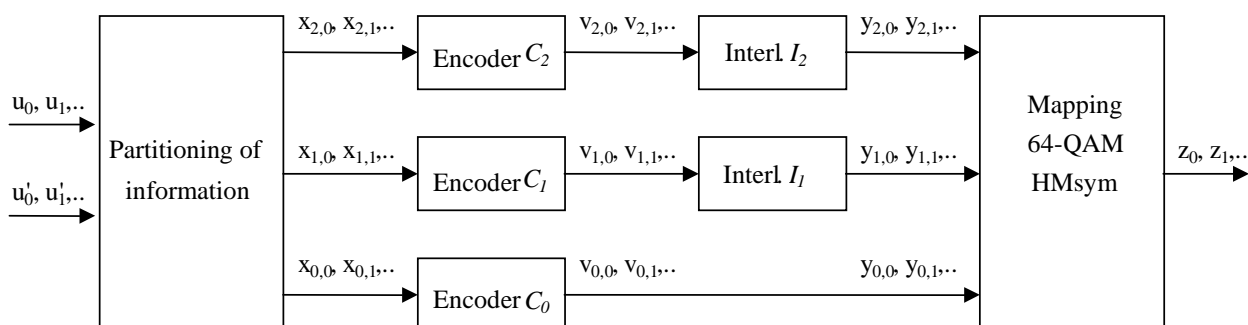 x2,0, x2,1,..
v2,0, v2,1,..
y2,0, y2,1,..
Encoder C2
Interl. I2
u0, u1,..
Partitioning of
information
x1,0, x1,1,..
v1,0, v1,1,..
y1,0, y1,1,..
Encoder C1
Interl. I1
Mapping
64-QAM
HMsym
z0, z1,..
u'0, u'1,..
x0,0, x0,1,..
v0,0, v0,1,..
y0,0, y0,1,..
Encoder C0